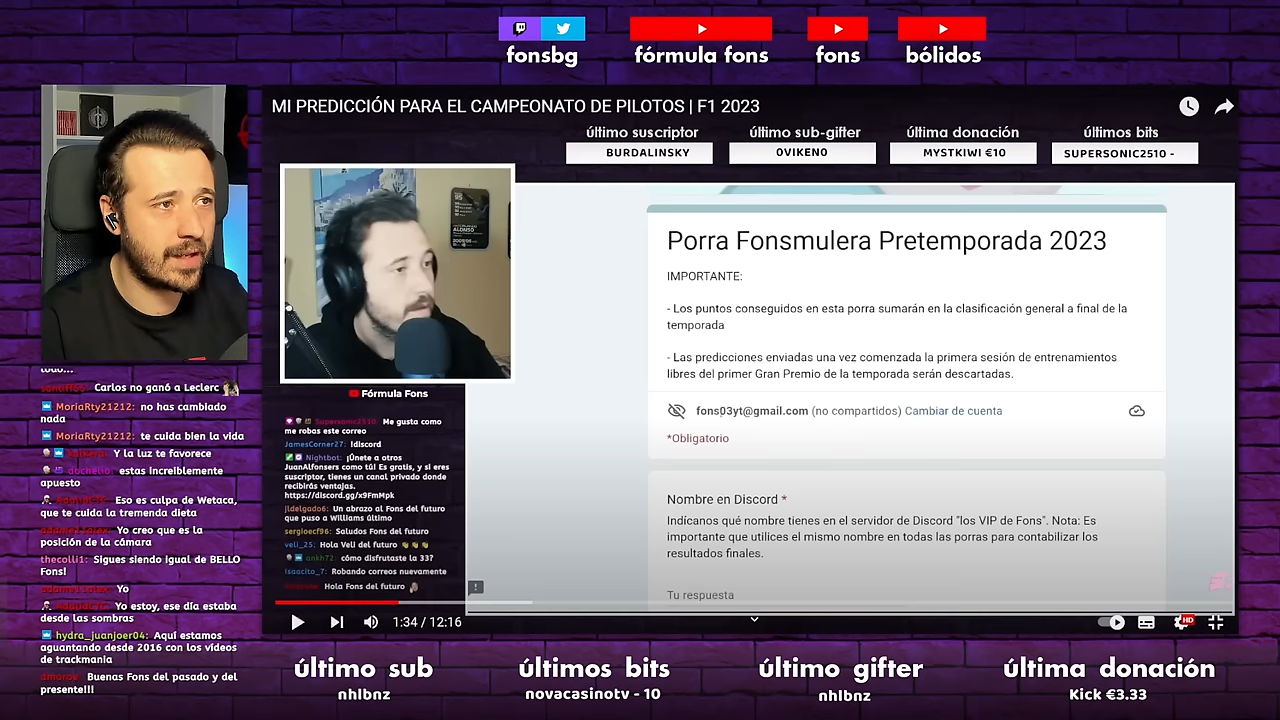 fonsbg
fórmula fons
fons
bólidos
MI PREDICCIÓN PARA EL CAMPEONATO DE PILOTOS | F1 2023
último suscriptor
BURDALINSKY
último sub-gifter
0VIKEN0
última donación
MYSTKIWI €10
últimos bits
SUPERSONIC2510 -
ALONSO
Porra Fonsmulera Pretemporada 2023
IMPORTANTE:
- Los puntos conseguidos en esta porra sumarán en la clasificación general a final de la
temporada
- Las predicciones enviadas una vez comenzada la primera sesión de entrenamientos
libres del primer Gran Premio de la temporada serán descartadas.
fons03yt@gmail.com (no compartidos) Cambiar de cuenta
*Obligatorio
Nombre en Discord *
Indícanos qué nombre tienes en el servidor de Discord "los VIP de Fons". Nota: Es
importante que utilices el mismo nombre en todas las porras para contabilizar los
resultados finales.
Tu respuesta
Fórmula Fons
Supersonic2510: Me gusta como
me robas este correo
JamesCorner27: !discord
Nightbot: ¡Únete a otros
JuanAlfonsers como tú! Es gratis, y si eres
suscriptor, tienes un canal privado donde
recibirás ventajas.
https://discord.gg/x9FmMpk
jldelgado6: Un abrazo al Fons del futuro
que puso a Williams último
sergioecf96: Saludos Fons del futuro
veli_25: Hola Veli del futuro
ankh72: cómo disfrutaste la 33?
Isaacito_7: Robando correos nuevamente
Hola Fons del futuro
1:34 / 12:16
HD
Carlos no ganó a Leclerc
MoriaRty21212: no has cambiado
nada
MoriaRty21212: te cuida bien la vida
Y la luz te favorece
dochelio: estas increiblemente
apuesto
Eso es culpa de Wetaca,
que te cuida la tremenda dieta
Yo creo que es la
posición de la cámara
thecolli1: Sigues siendo igual de BELLO
Fons!
Yo
Yo estoy, ese día estaba
desde las sombras
hydra_juanjoer04: Aquí estamos
aguantando desde 2016 con los vídeos
de trackmania
Buenas Fons del pasado y del
presente!!!
último sub
nhlbnz
últimos bits
novacasinotv - 10
último gifter
nhlbnz
última donación
Kick €3.33